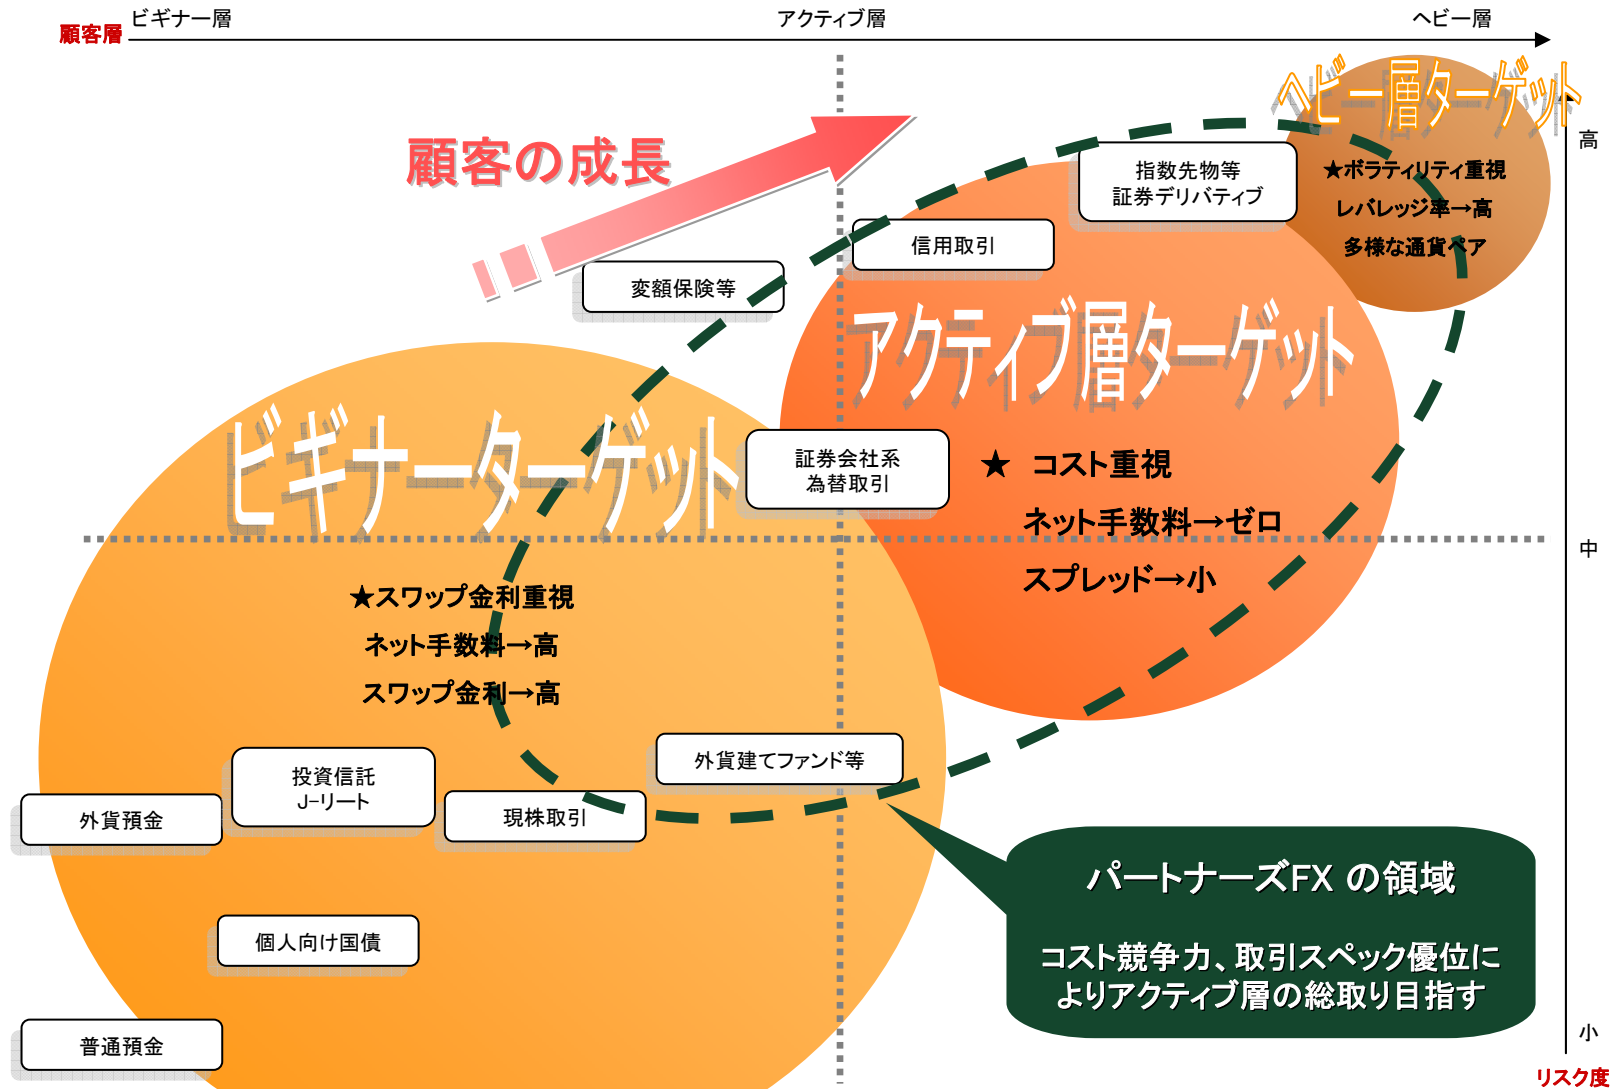 ビギナー層
アクティブ層
ヘビー層
顧客層
ヘビー層ターゲット
高
顧客の成長
指数先物等
証券デリバティブ
★ボラティリティ重視
レバレッジ率→高
多様な通貨ペア
信用取引
変額保険等
アクティブ層ターゲット
ビギナーターゲット
証券会社系
為替取引
★ コスト重視
ネット手数料→ゼロ
スプレッド→小
中
★スワップ金利重視
ネット手数料→高
スワップ金利→高
外貨建てファンド等
投資信託
J-リート
外貨預金
現株取引
パートナーズFX の領域
コスト競争力、取引スペック優位に
よりアクティブ層の総取り目指す
個人向け国債
普通預金
小
リスク度